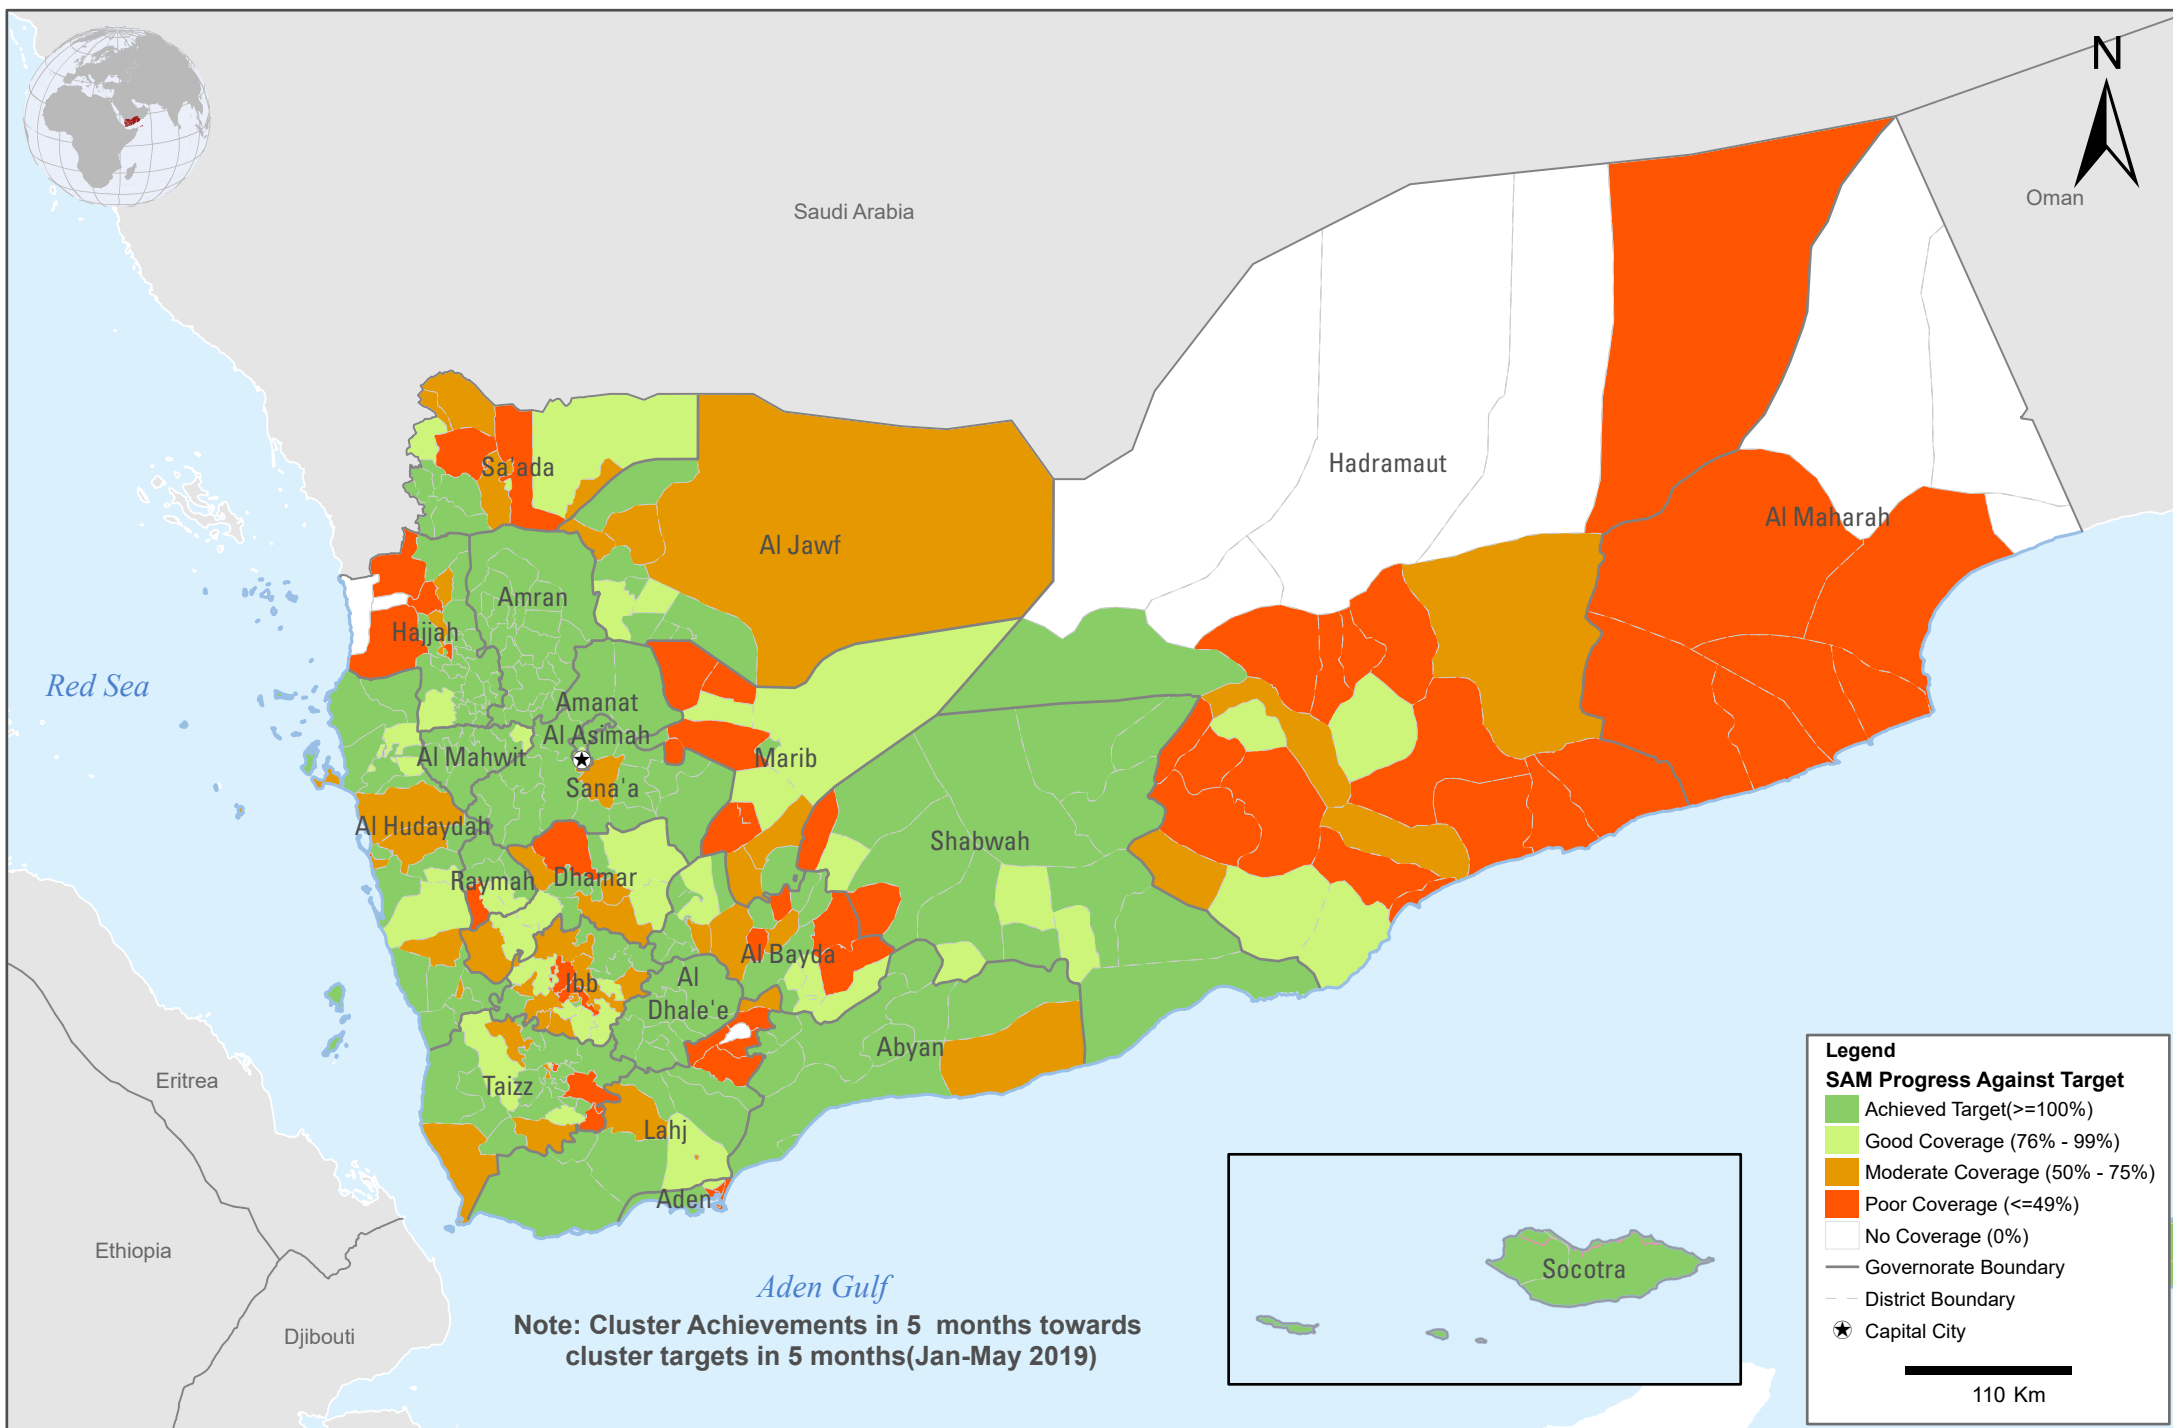 N
Saudi Arabia
Oman
Hadramaut
Sa'ada
Al Maharah
Al Jawf
Amran
Hajjah
Red Sea
Amanat
Al Asimah
Al Mahwit
Marib
Sana'a
Al Hudaydah
Shabwah
Raymah
Dhamar
Al Bayda
Ibb
Al
Dhale'e
Abyan
Eritrea
Taizz
Lahj
Aden
Ethiopia
Djibouti
Aden Gulf
Socotra
Note: Cluster Achievements in 5 months towards
cluster targets in 5 months(Jan-May 2019)
Legend
SAM Progress Against Target
Achieved Target(>=100%)
Good Coverage (76% - 99%)
Moderate Coverage (50% - 75%)
Poor Coverage (<=49%)
No Coverage (0%)
Governorate Boundary
District Boundary
Capital City
110 Km